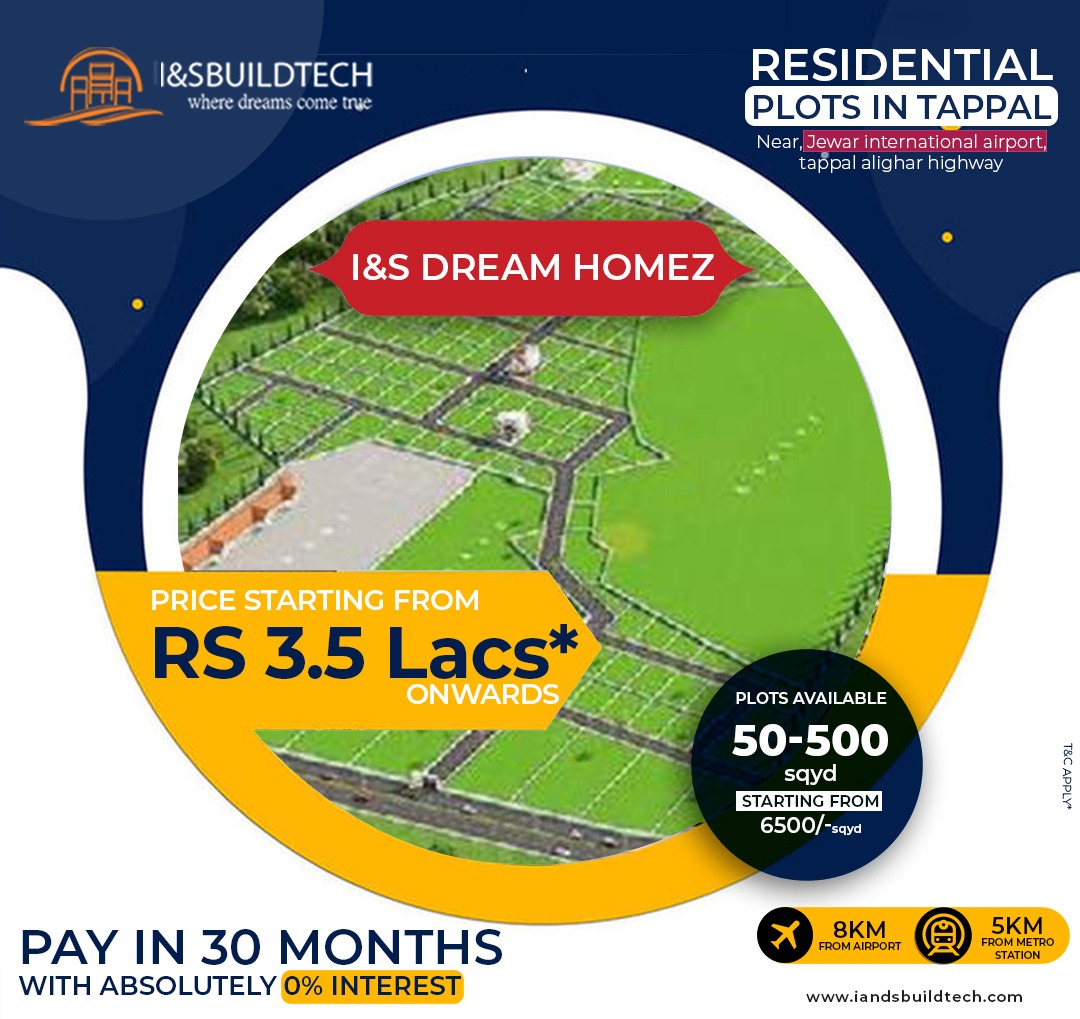 I&SBUILDTECH
where dreams come true
RESIDENTIAL
PLOTS IN TAPPAL
Near, Jewar international airport,
tappal alighar highway
I&S DREAM HOMEZ
PRICE STARTING FROM
RS 3.5 Lacs*
ONWARDS
PLOTS AVAILABLE
50-500
sqyd
STARTING FROM
6500/-sqyd
T&C APPLY*
PAY IN 30 MONTHS
WITH ABSOLUTELY 0% INTEREST
8KM
FROM AIRPORT
5KM
FROM METRO
STATION
www.iandsbuildtech.com